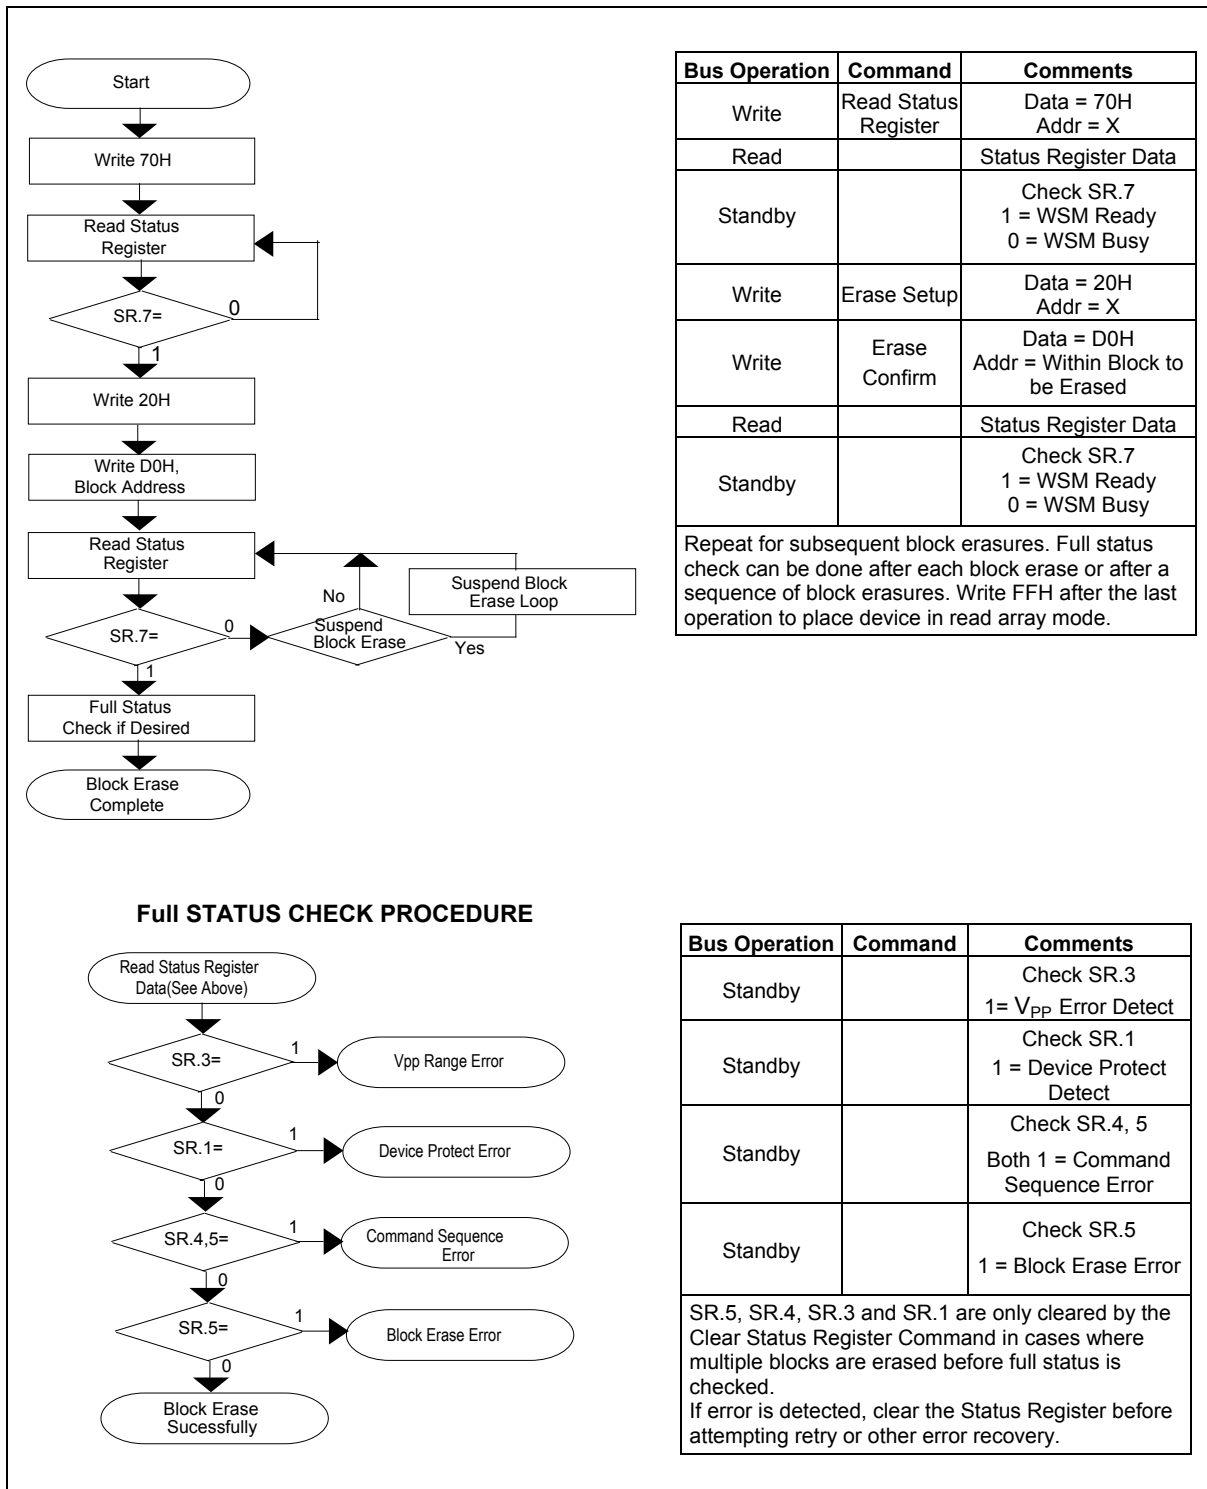 Start
Write 70H
Read Status
Register
SR.7=
0
1
Write 20H
Write D0H,
Block Address
Read Status
Register
No
Suspend Block
Erase Loop
SR.7=
0
Suspend
Block Erase
Yes
1
Full Status
Check if Desired
Block Erase
Complete
Bus Operation Command Comments
Write
Read Status
Register
Data = 70H
Addr = X
Read Status Register Data
Standby
Check SR.7
1 = WSM Ready
0 = WSM Busy
Write Erase Setup
Data = 20H
Addr = X
Write
Erase
Confirm
Data = D0H
Addr = Within Block to
be Erased
Read Status Register Data
Standby
Check SR.7
1 = WSM Ready
0 = WSM Busy
Repeat for subsequent block erasures. Full status
check can be done after each block erase or after a
sequence of block erasures. Write FFH after the last
operation to place device in read array mode.
Full STATUS CHECK PROCEDURE
Read Status Register
Data(See Above)
SR.3=
1
Vpp Range Error
0
SR.1=
1
Device Protect Error
0
SR.4,5=
1
Command Sequence
Error
0
SR.5=
1
Block Erase Error
0
Block Erase
Sucessfully
Bus Operation Command Comments
Standby
Check SR.3
1= VPP Error Detect
Standby
Check SR.1
1 = Device Protect
Detect
Standby
Check SR.4, 5
Both 1 = Command
Sequence Error
Standby
Check SR.5
1 = Block Erase Error
SR.5, SR.4, SR.3 and SR.1 are only cleared by the
Clear Status Register Command in cases where
multiple blocks are erased before full status is
checked.
If error is detected, clear the Status Register before
attempting retry or other error recovery.